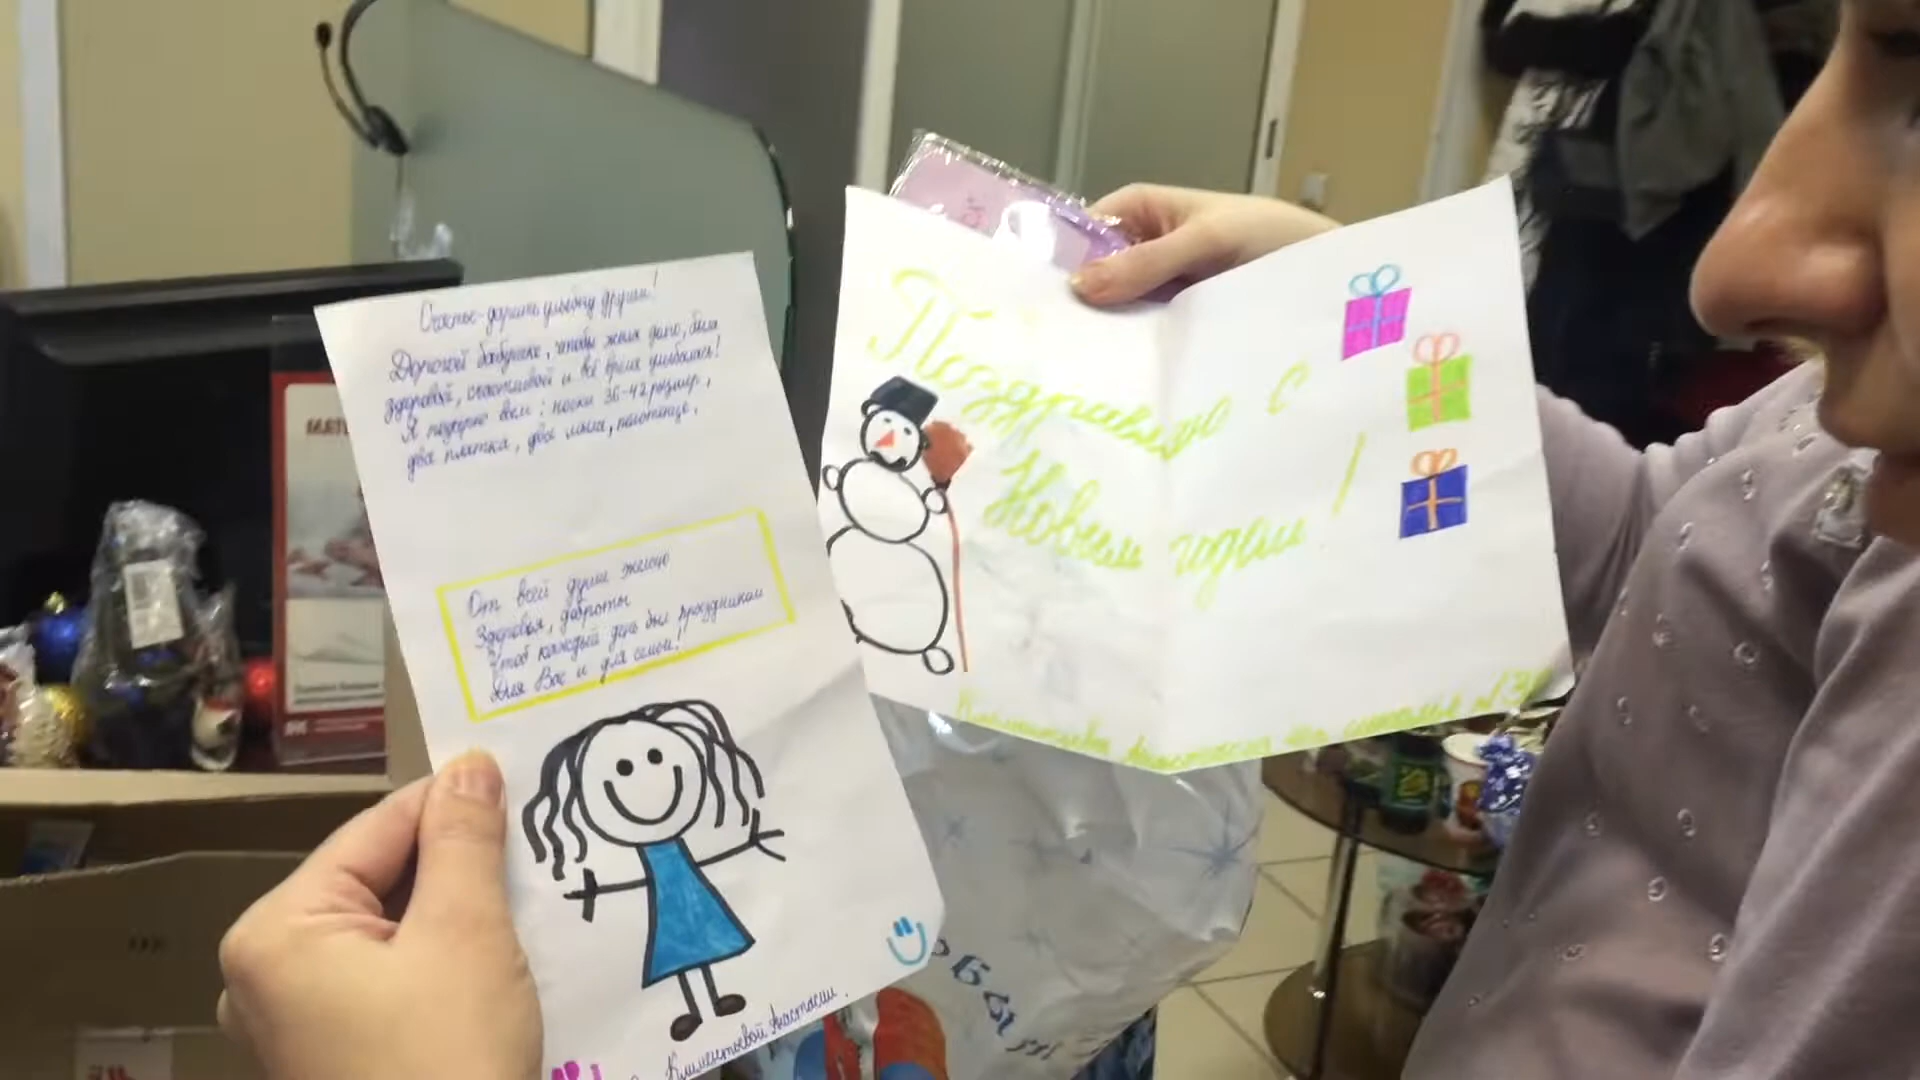 Счастье - дарить улыбку другим!
Дорогой бабушке, чтобы жила долго, была
здоровой, счастливой и всё время улыбалась!
Я подарю вам: носки 36-42 размер,
два платка, два мыла, полотенце.
От всей души желаю
Здоровья, доброты
Чтоб каждый день был праздником
Для Вас и для семьи!
Климентьевой Анастасии.
Поздравляю с
Новым годом!